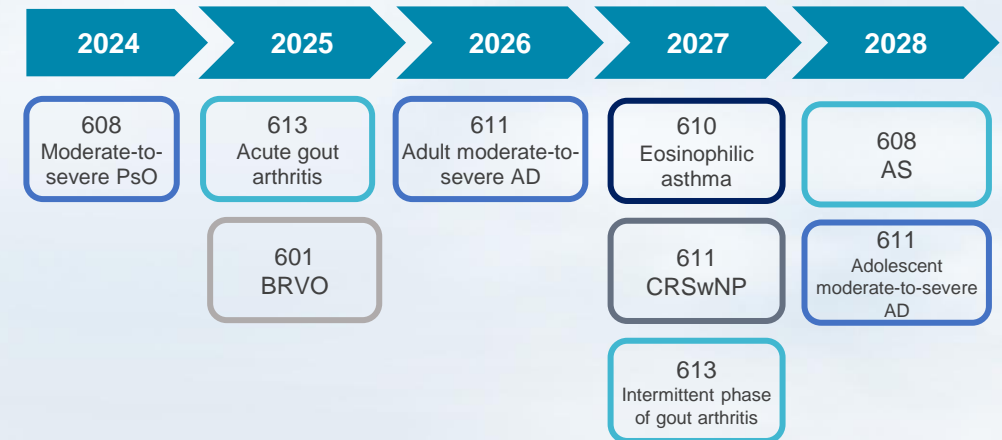 2024
2025
2026
2027
2028
608
Moderate-to-
severe PsO
613
Acute gout
arthritis
611
Adult moderate-to-
severe AD
610
Eosinophilic
asthma
608
AS
601
BRVO
611
CRSwNP
611
Adolescent
moderate-to-severe
AD
613
Intermittent phase
of gout arthritis